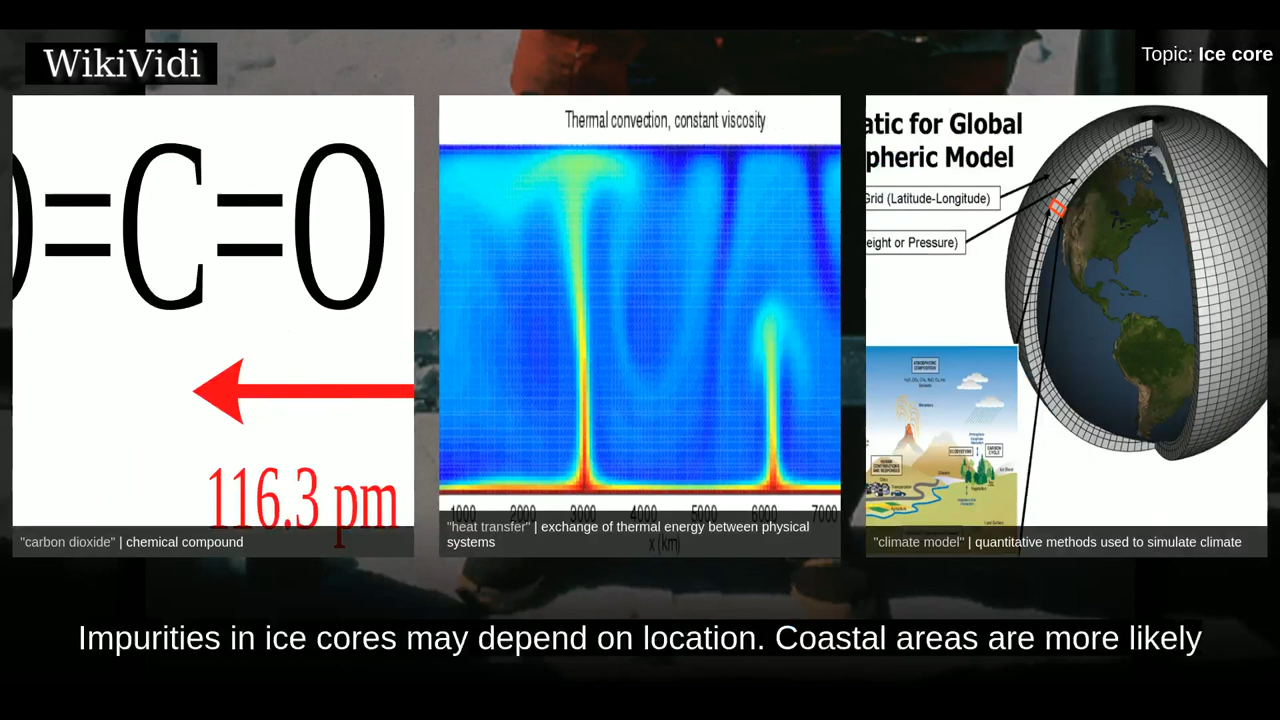 WikiVidi
Topic: Ice core
=C=O
116.3 pm
"carbon dioxide" | chemical compound
Thermal convection, constant viscosity
1000 2000 3000 4000 5000 6000 7000
x (km)
"heat transfer" | exchange of thermal energy between physical
systems
atic for Global
pheric Model
Grid (Latitude-Longitude)
eight or Pressure)
"climate model" | quantitative methods used to simulate climate
Impurities in ice cores may depend on location. Coastal areas are more likely